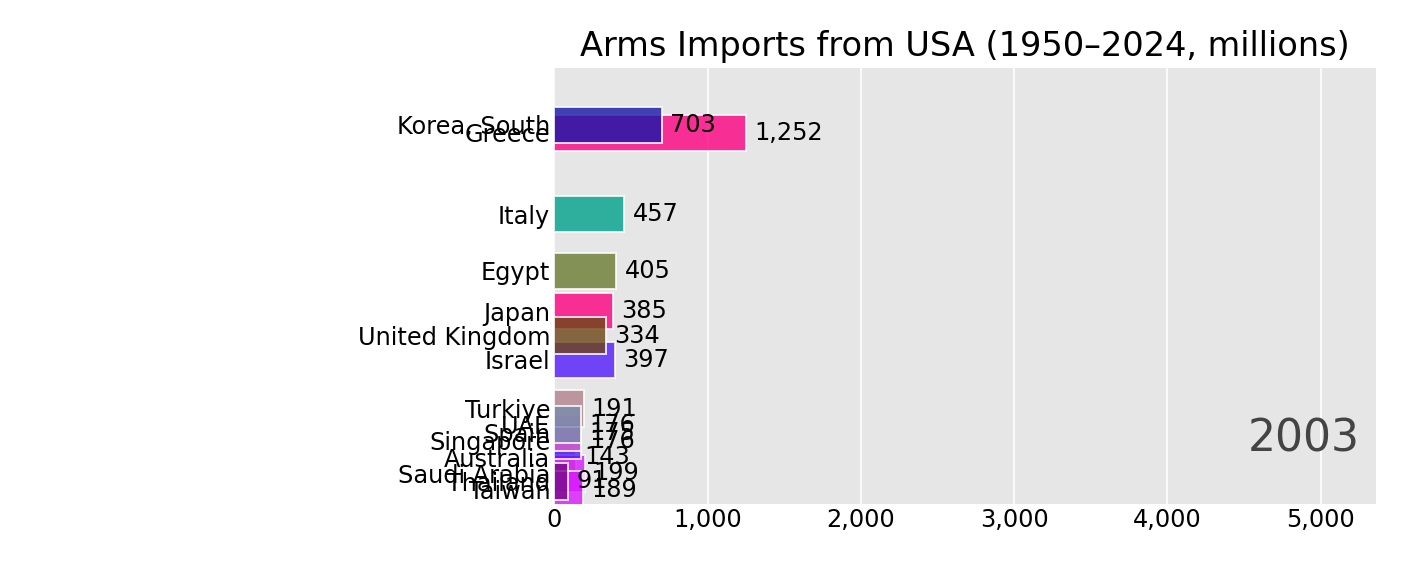 Arms Imports from USA (1950–2024, millions)
Korea, South 703
Greece 1,252
Italy 457
Egypt 405
Japan 385
United Kingdom 334
Israel 397
Turkiye 191
UAE 176
Spain 175
Singapore 176
Australia 143
Saudi Arabia 199
Thailand 91
Taiwan 189
2003
0 1,000 2,000 3,000 4,000 5,000